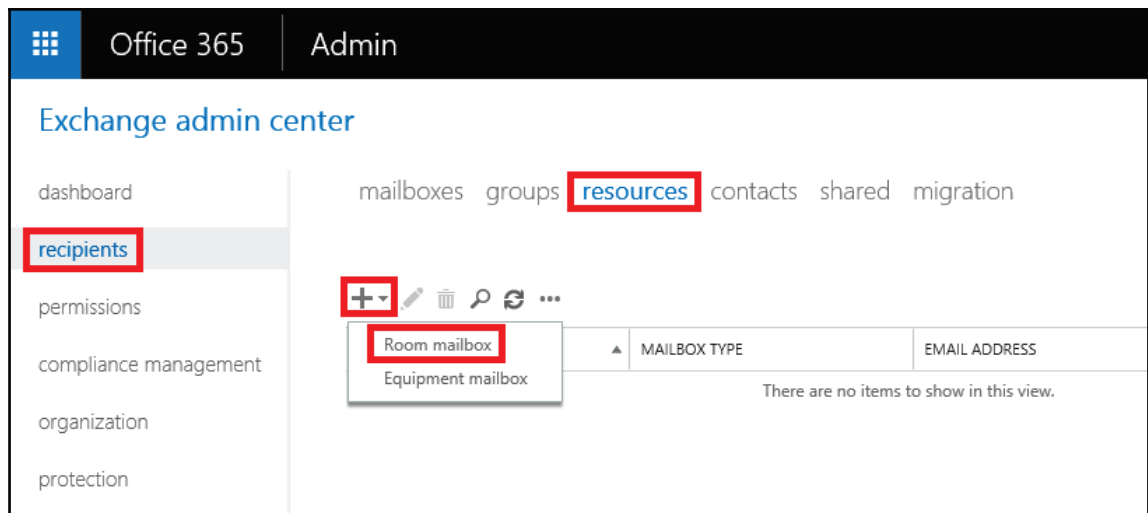 Office 365 Admin
Exchange admin center
dashboard
mailboxes groups resources contacts shared migration
recipients
permissions
Room mailbox
MAILBOX TYPE EMAIL ADDRESS
compliance management
Equipment mailbox
There are no items to show in this view.
organization
protection